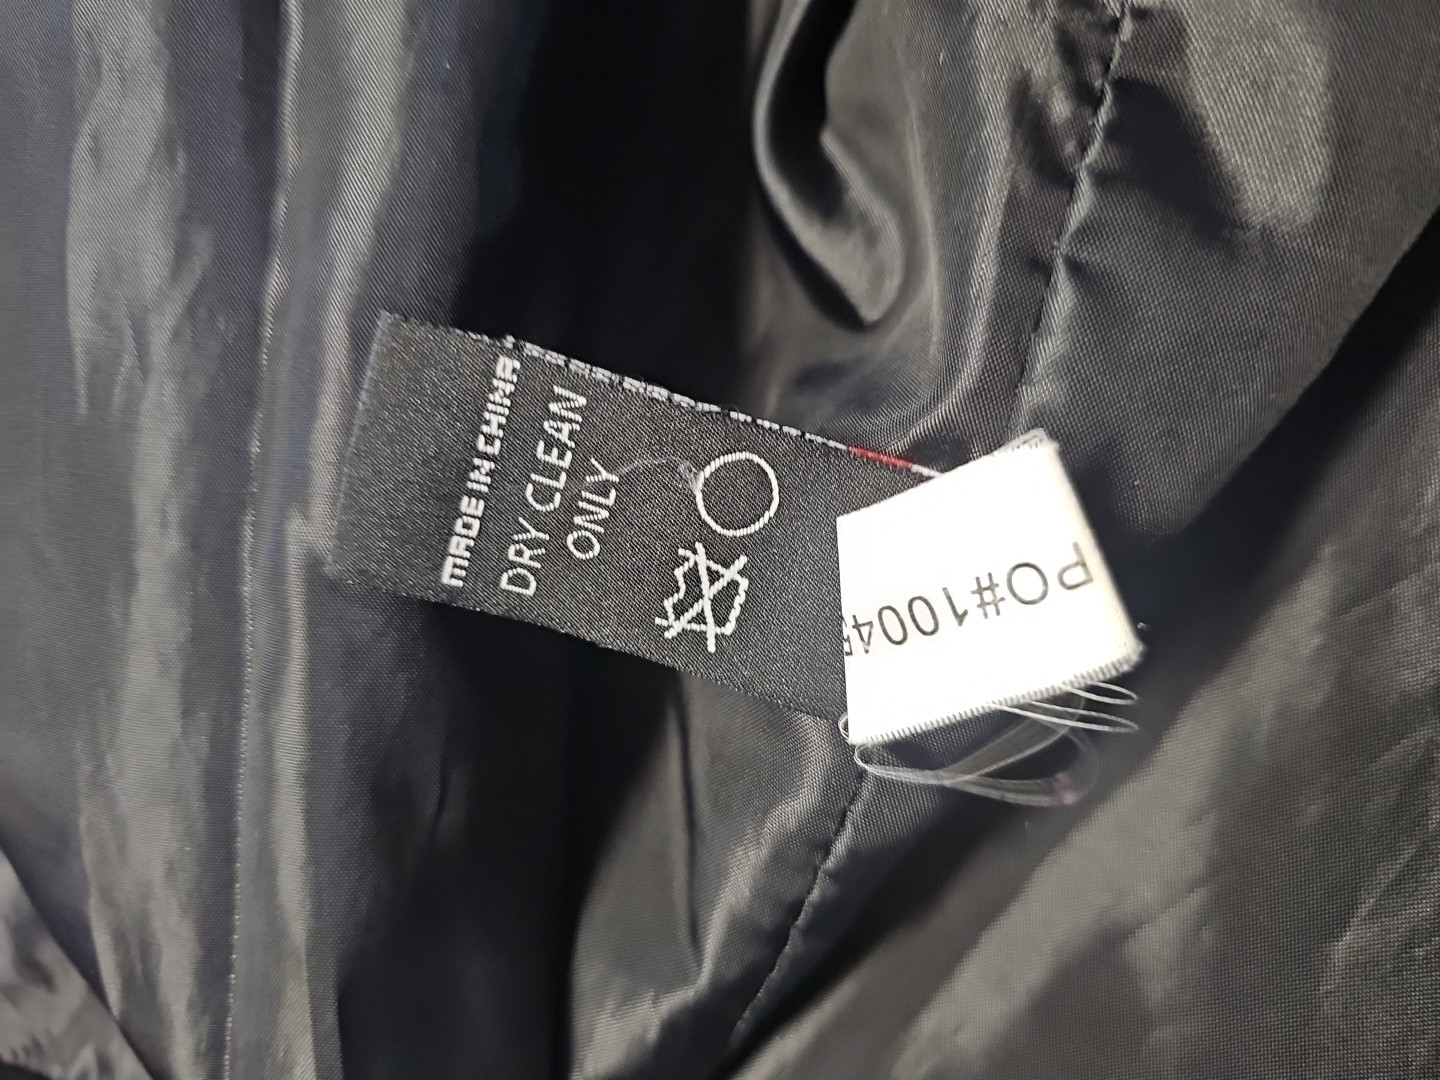 MADE IN CHINA
DRY CLEAN
ONLY
PO#1004